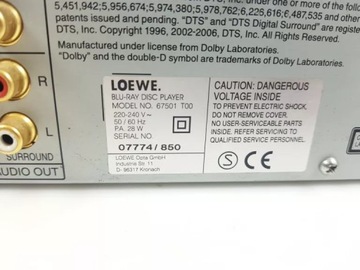 5,451,942;5,956,674;5,974,380;5,978,762;6,226,616;6,487,535 and other
patents issued and pending. "DTS" and "DTS Digital Surround" are
DTS, Inc. Copyright 1996, 2002-2006, DTS, Inc. All Rights Reserved.
Manufactured under license from Dolby Laboratories.
"Dolby" and the double-D symbol are trademarks of Dolby Laboratories.
R
L
SURROUND
AUDIO OUT
LOEWE.
BLU-RAY DISC PLAYER
MODEL NO. 67501 T00
220-240 V ~
50 / 60 Hz
P.A. 28 W
SERIAL NO.
07774 / 850
LOEWE Opta GmbH
Industrie Str. 11
D- 96317 Kronach
CAUTION: DANGEROUS
VOLTAGE INSIDE
TO PREVENT ELECTRIC SHOCK,
DO NOT REMOVE COVER.
NO USER-SERVICEABLE PARTS
INSIDE. REFER SERVICING TO
QUALIFIED SERVICE PERSONNEL.
CE